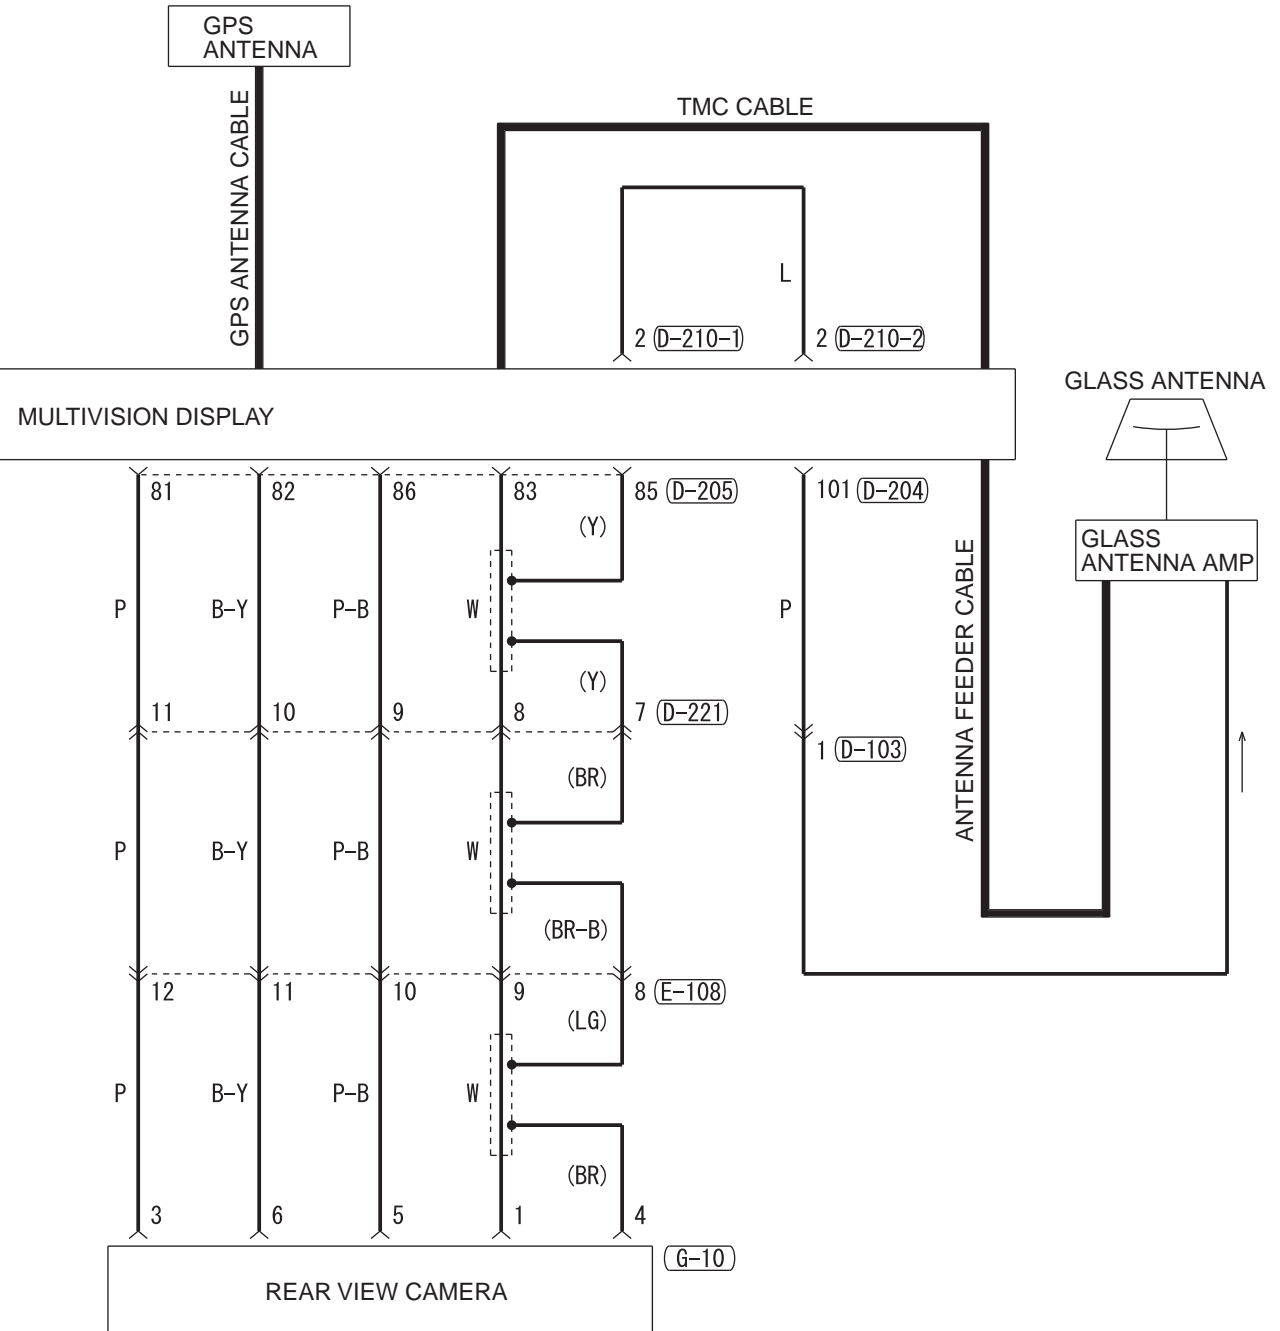 GPS
ANTENNA
GPS ANTENNA CABLE
TMC CABLE
L
2 (D-210-1)
2 (D-210-2)
MULTIVISION DISPLAY
GLASS ANTENNA
81
82
86
83
85 (D-205)
101 (D-204)
(Y)
GLASS
ANTENNA AMP
ANTENNA FEEDER CABLE
P
B-Y
P-B
W
P
(Y)
11
10
9
8
7 (D-221)
1 (D-103)
(BR)
P
B-Y
P-B
W
(BR-B)
12
11
10
9
8 (E-108)
(LG)
P
B-Y
P-B
W
(BR)
3
6
5
1
4
(G-10)
REAR VIEW CAMERA